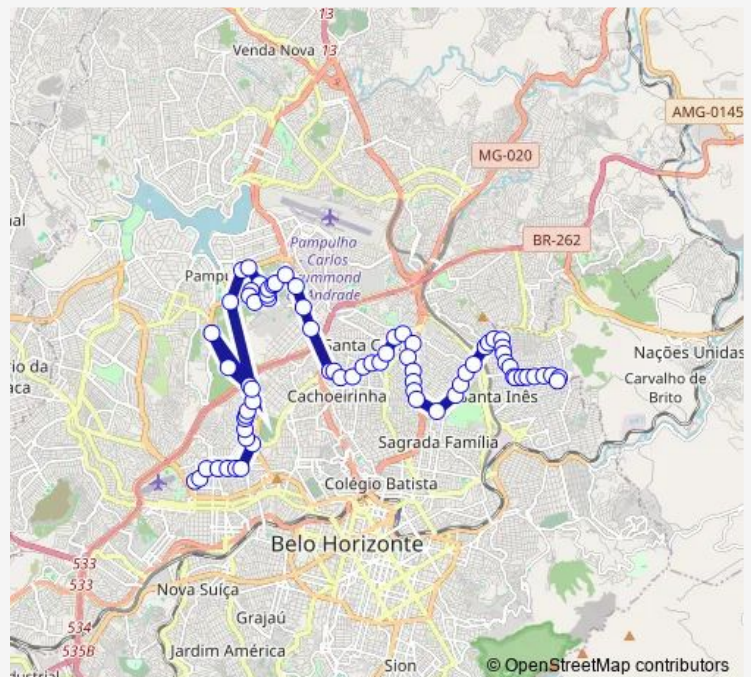 13
Venda Nova
13
AMG-0145
MG-020
BR-262
Pampulha
- Carlos
Andrade
Pampu
Santa
Nações Unidas
Carvalho de
Brito
Cachoeirinha
Santa Inês
Sagrada Família
Colégio Batista
Belo Horizonte
533
533
Nova Suíça
534
Grajaú
535B
Jardim América
Sion
© OpenStreetMap contributors